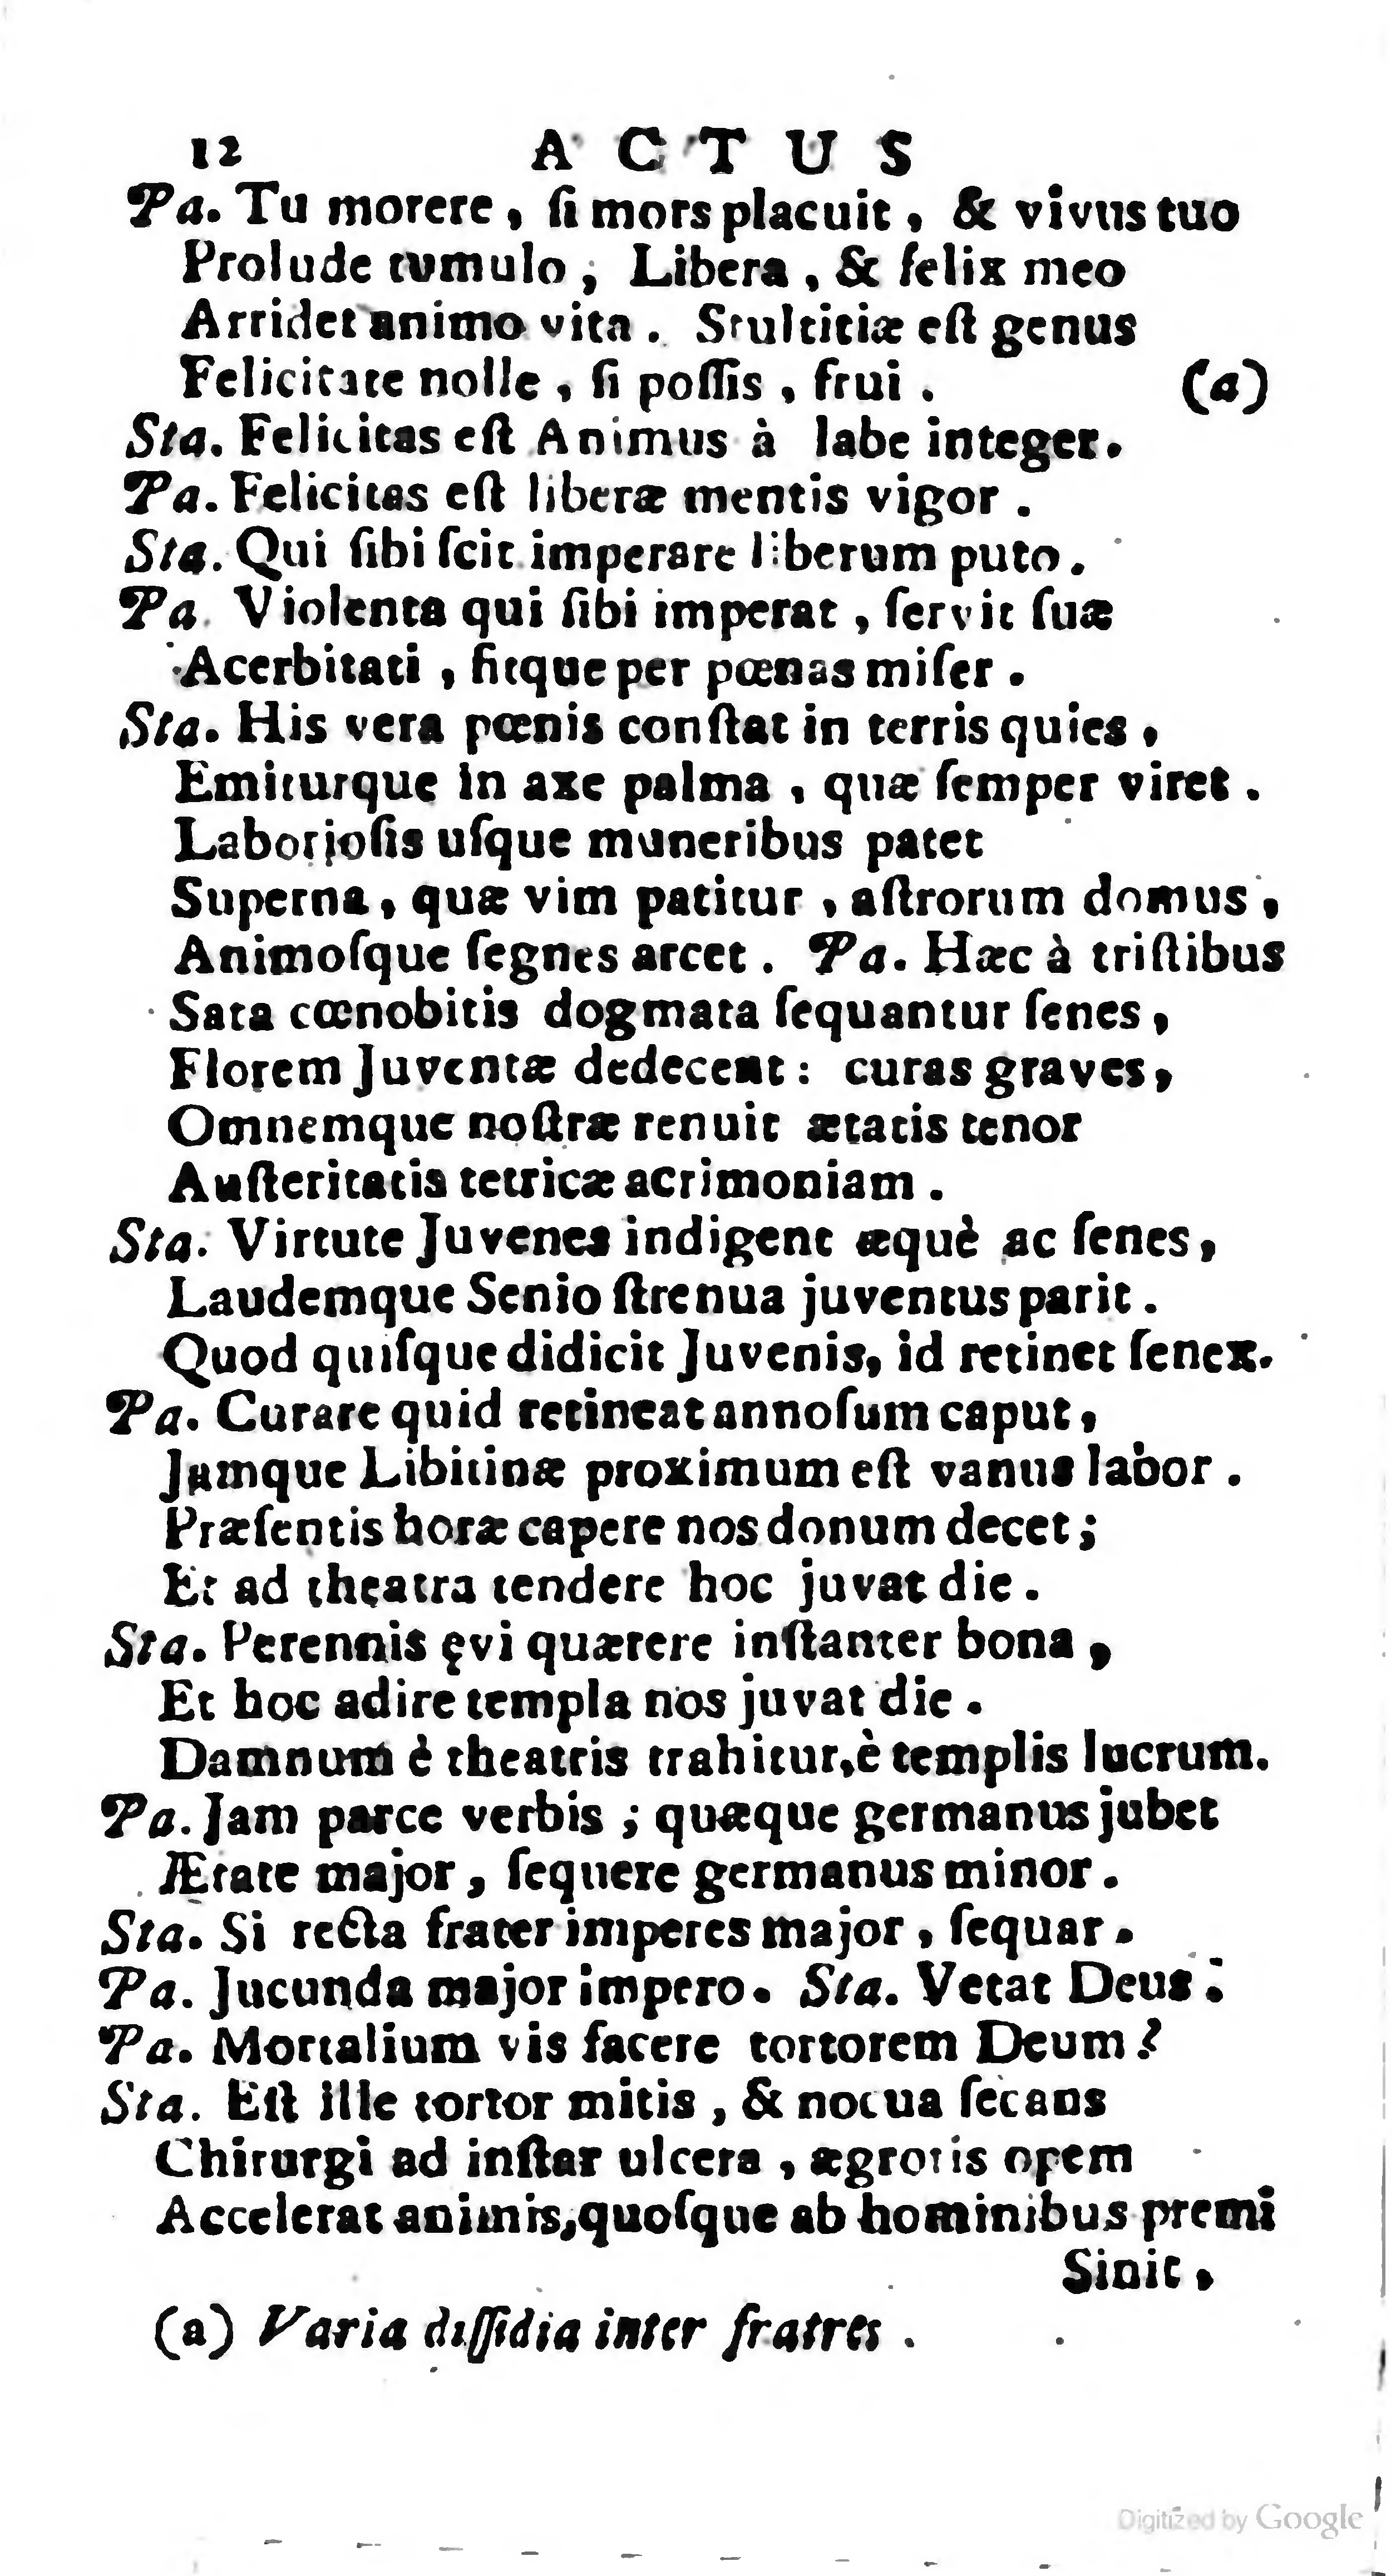 12 ACTUS
Pa. Tu morere, ſi mors placuit, & vivus tuo
Prolude tvmulo; Libera, & felix meo
Arridet animo vita. Stultitiæ eſt genus
Felicitate nolle, ſi poſſis, frui. (a)
Sta. Felicitas eſt Animus à labe integer.
Pa. Felicitas eſt liberæ mentis vigor.
Sta. Qui ſibi ſcit imperare liberum puto.
Pa. Violenta qui ſibi imperat, ſervit ſuæ
Acerbitati, fitque per pœnas miſer.
Sta. His vera pœnis conſtat in terris quies,
Emiturque in axe palma, quæ ſemper viret.
Laborioſis uſque muneribus patet
Superna, quæ vim patitur, aſtrorum domus,
Animoſque ſegnes arcet. Pa. Hæc à triſtibus
Sata cœnobitis dogmata ſequantur ſenes,
Florem Juventæ dedecent: curas graves,
Omnemque noſtræ renuit ætatis tenor
Auſteritatis tetricæ acrimoniam.
Sta. Virtute Juvenes indigent æquè ac ſenes,
Laudemque Senio ſtrenua juventus parit.
Quod quiſque didicit Juvenis, id retinet ſenex.
Pa. Curare quid retineat annoſum caput,
Jamque Libitinæ proximum eſt vanus labor.
Præſentis horæ capere nos donum decet;
Et ad theatra tendere hoc juvat die.
Sta. Perennis ęvi quærere inſtanter bona,
Et hoc adire templa nos juvat die.
Damnum è theatris trahitur, è templis lucrum.
Pa. Jam parce verbis; quæque germanus jubet
Ætate major, ſequere germanus minor.
Sta. Si recta frater imperes major, ſequar.
Pa. Jucunda major impero. Sta. Vetat Deus.
Pa. Mortalium vis facere tortorem Deum?
Sta. Eſt ille tortor mitis, & nocua ſecans
Chirurgi ad inſtar ulcera, ægrotis opem
Accelerat animis, quoſque ab hominibus premi
Sinit,
(a) Varia diſſidia inter fratres.
Digitized by Google